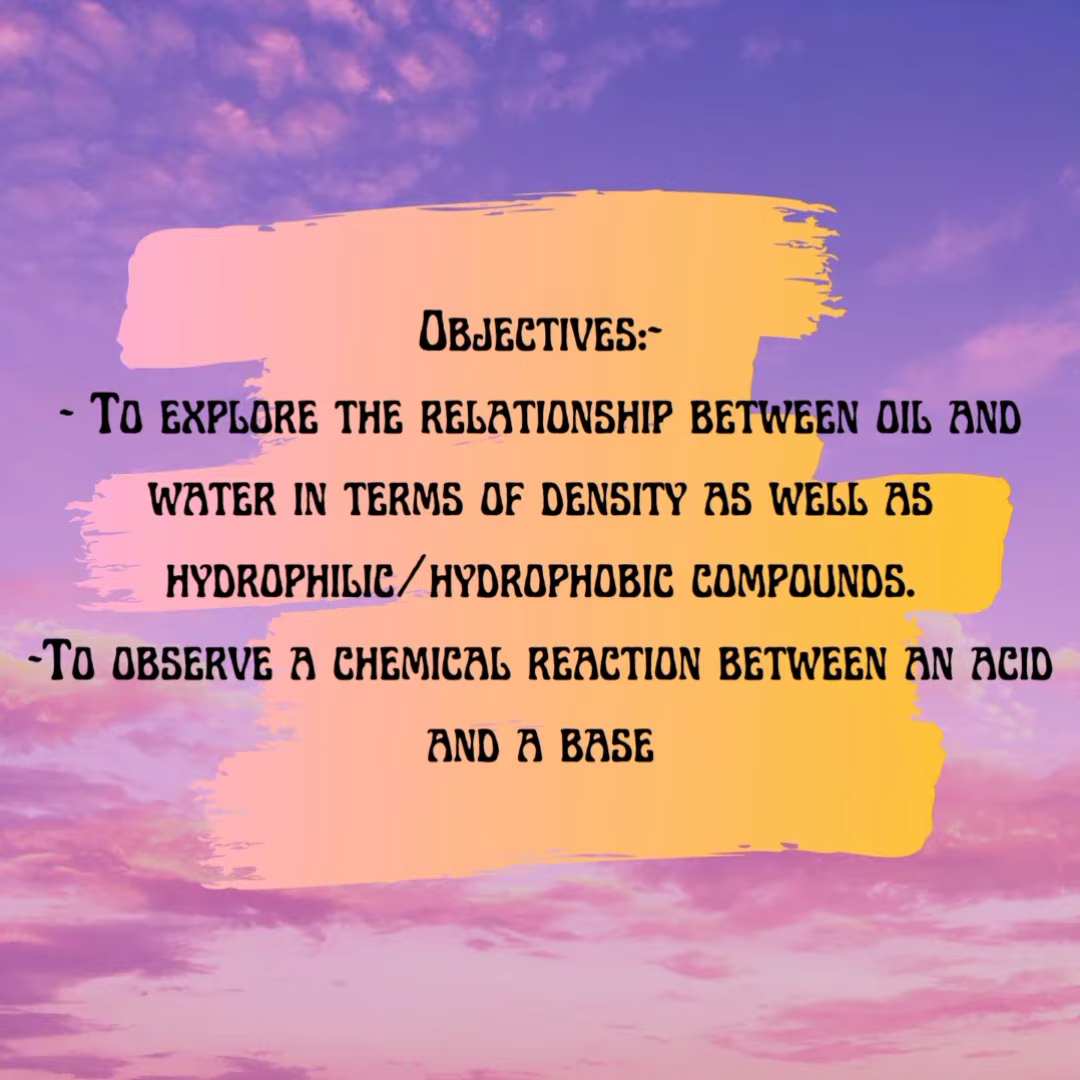 Objectives:-
- To explore the relationship between oil and
water in terms of density as well as
hydrophilic/hydrophobic compounds.
-To observe a chemical reaction between an acid
and a base